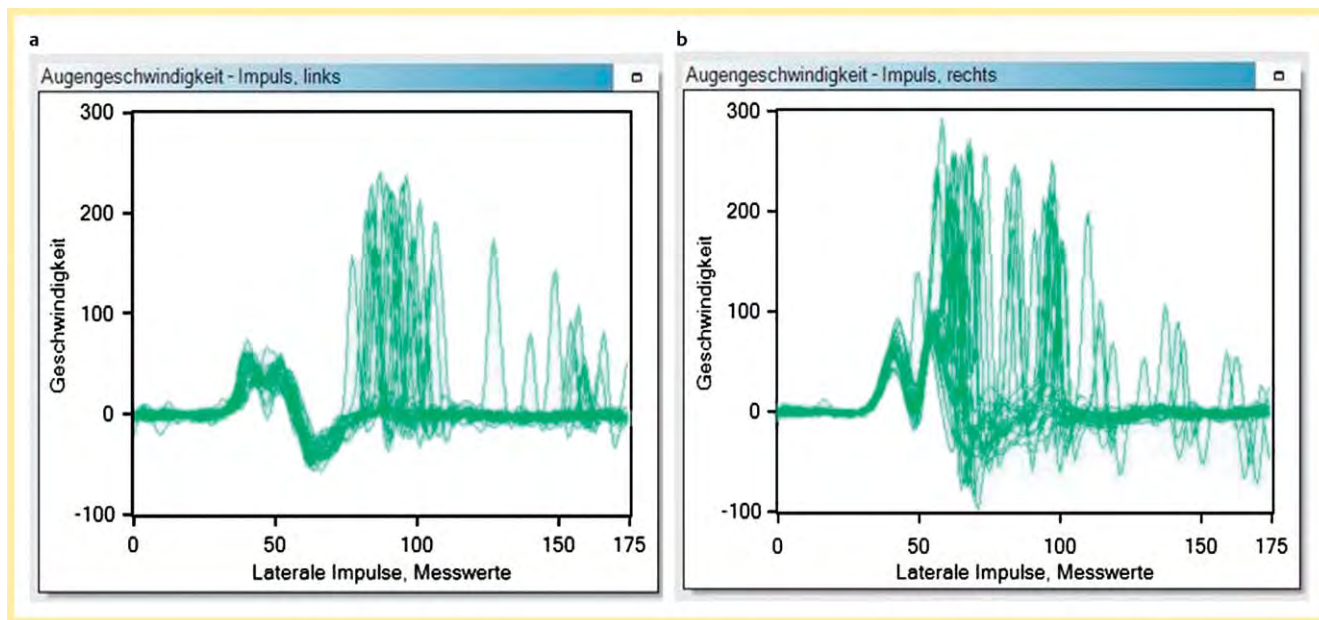 a
Augengeschwindigkeit - Impuls, links
300
200
100
0
-100
Geschwindigkeit
0
50
100
150
175
Laterale Impulse, Messwerte
b
Augengeschwindigkeit - Impuls, rechts
300
200
100
0
-100
Geschwindigkeit
0
50
100
150
175
Laterale Impulse, Messwerte